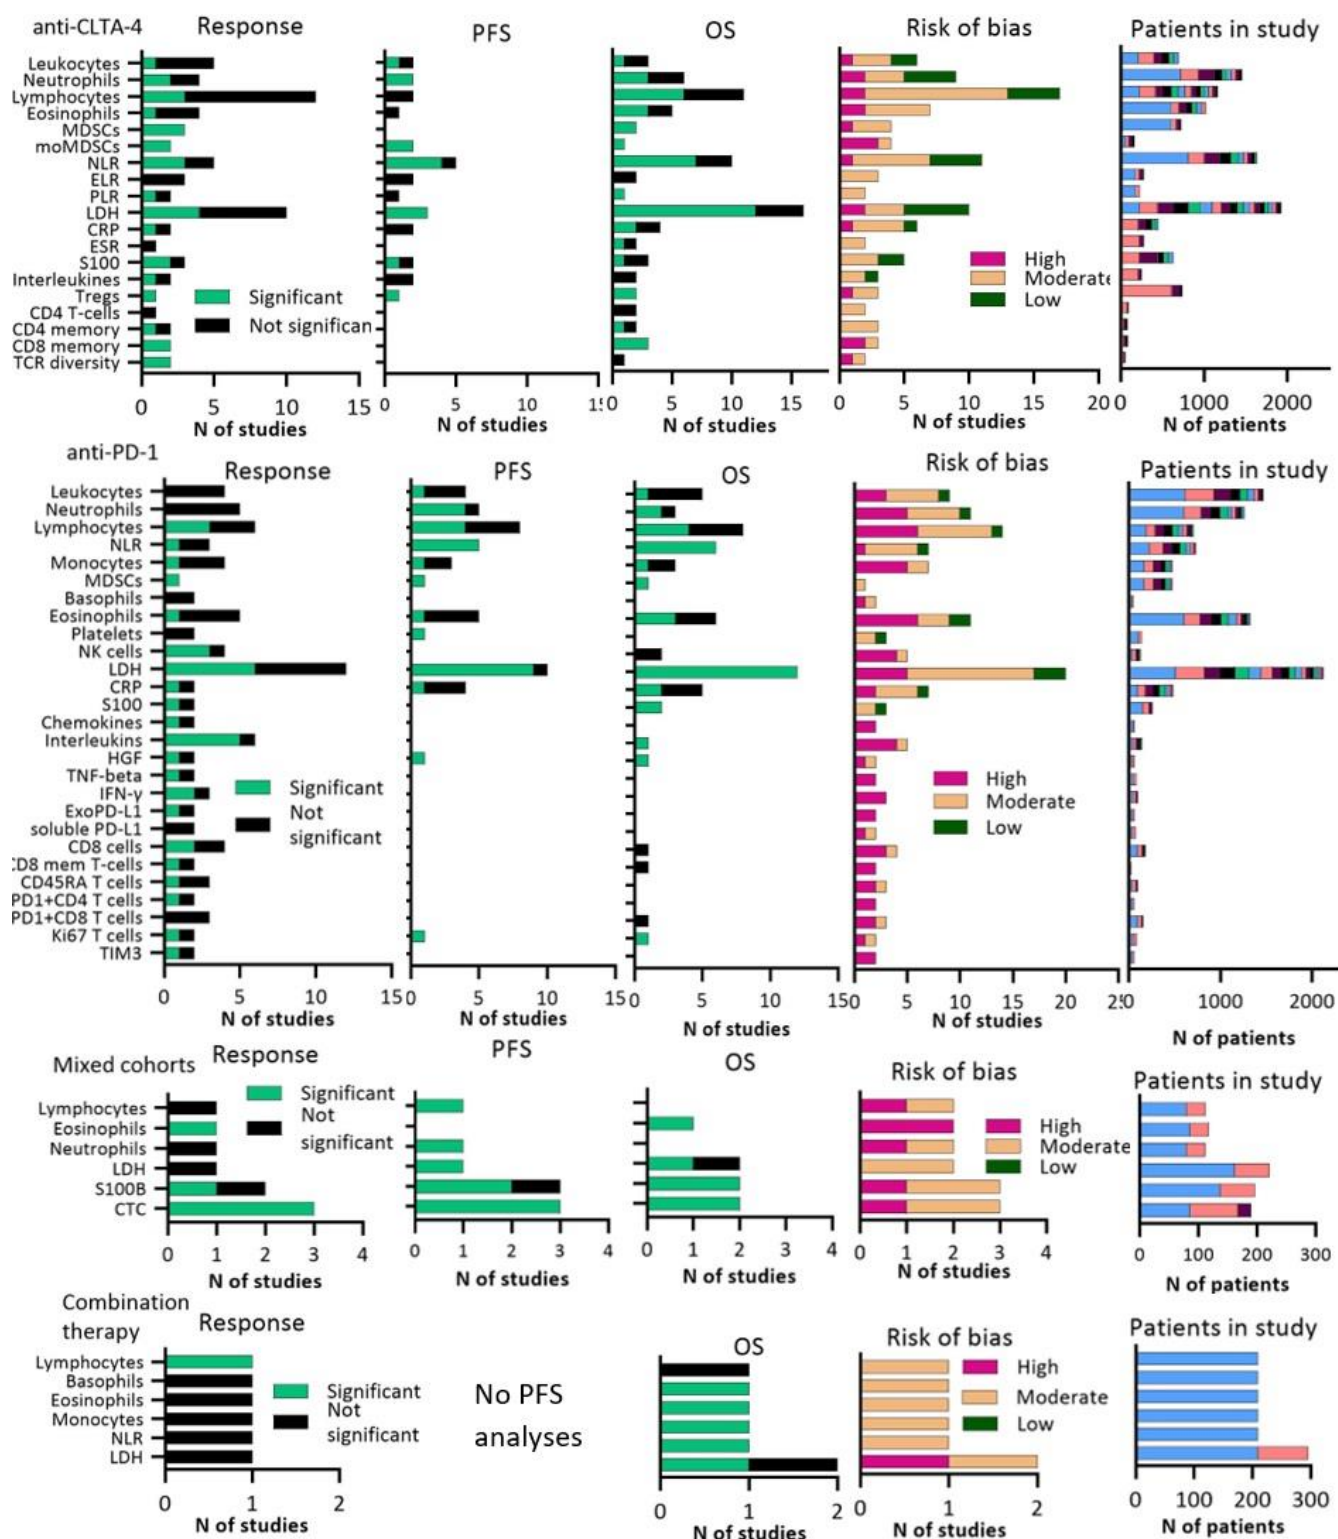 anti-CLTA-4
Response
PFS
OS
Risk of bias
Patients in study
Leukocytes
Neutrophils
Lymphocytes
Eosinophils
MDSCs
moMDSCs
NLR
ELR
PLR
LDH
CRP
ESR
S100
Interleukines
Tregs
CD4 T-cells
CD4 memory
CD8 memory
TCR diversity
Significant
Not significan
High
Moderate
Low
0 5 10 15
0 5 10 15
0 5 10 15
0 5 10 15 20
0 1000 2000
N of studies
N of studies
N of studies
N of studies
N of patients
anti-PD-1
Response
PFS
OS
Risk of bias
Patients in study
Leukocytes
Neutrophils
Lymphocytes
NLR
Monocytes
MDSCs
Basophils
Eosinophils
Platelets
NK cells
LDH
CRP
S100
Chemokines
Interleukins
HGF
TNF-beta
IFN-γ
ExoPD-L1
soluble PD-L1
CD8 cells
CD8 mem T-cells
CD45RA T cells
PD1+CD4 T cells
PD1+CD8 T cells
Ki67 T cells
TIM3
Significant
Not
significant
High
Moderate
Low
0 5 10 15
0 5 10 15
0 5 10 15
0 5 10 15 20
0 1000 2000
N of studies
N of studies
N of studies
N of studies
N of patients
Mixed cohorts
Response
PFS
OS
Risk of bias
Patients in study
Lymphocytes
Eosinophils
Neutrophils
LDH
S100B
CTC
Significant
Not
significant
High
Moderate
Low
0 1 2 3 4
0 1 2 3 4
0 1 2 3 4
0 1 2 3 4
0 100 200 300
N of studies
N of studies
N of studies
N of studies
N of patients
Combination
therapy
Response
OS
Risk of bias
Patients in study
Lymphocytes
Basophils
Eosinophils
Monocytes
NLR
LDH
Significant
Not
significant
No PFS
analyses
High
Moderate
Low
0 1 2
0 1 2
0 1 2
0 100 200 300
N of studies
N of studies
N of studies
N of patients